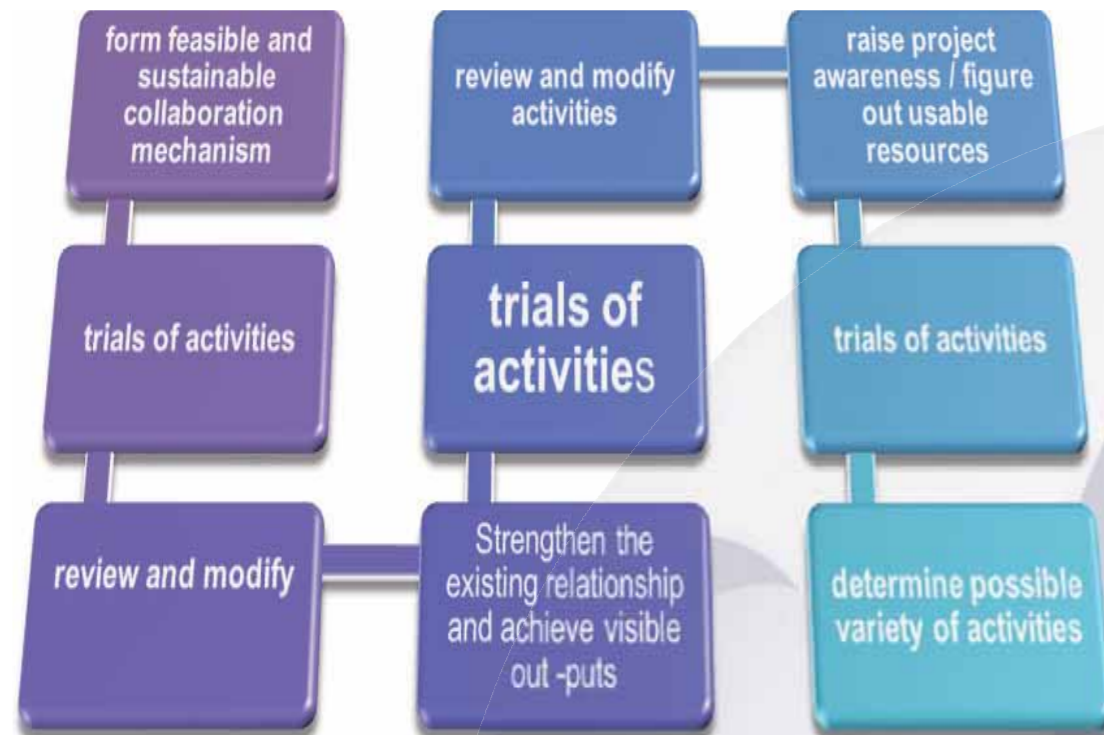 form feasible and
sustainable
collaboration
mechanism
trials of activities
review and modify
Strengthen the
existing relationship
and achieve visible
out -puts
trials of
activities
review and modify
activities
raise project
awareness / figure
out usable
resources
trials of activities
determine possible
variety of activities